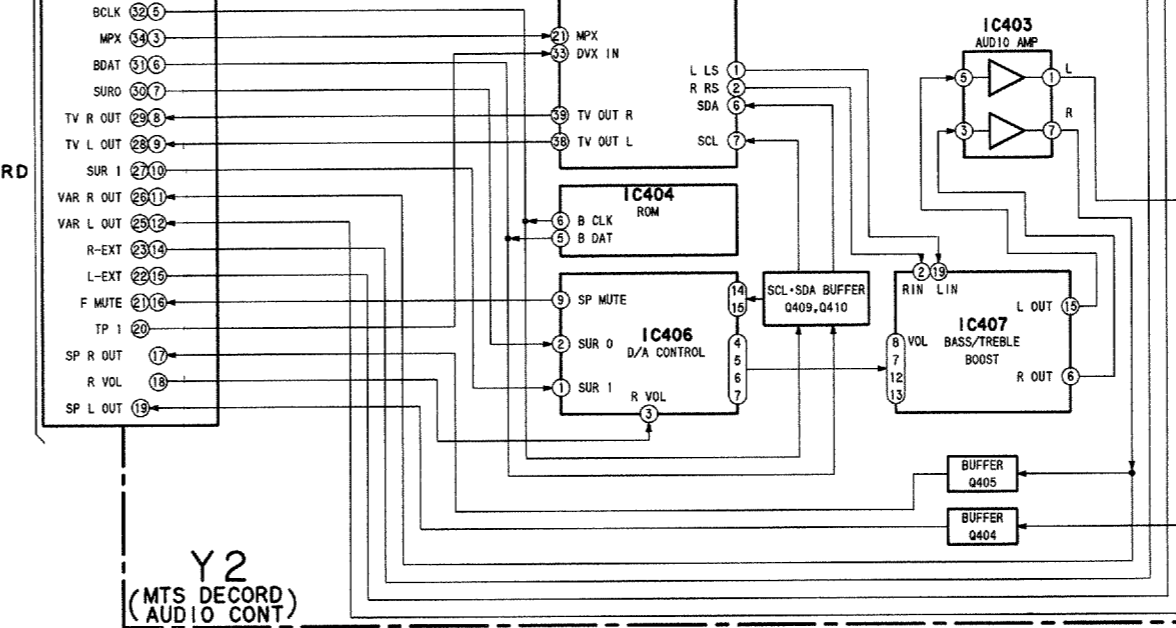 BCLK 32 5
MPX 34 3
BDAT 31 6
SURO 30 7
TV R OUT 29 8
TV L OUT 28 9
SUR 1 27 10
RD
VAR R OUT 26 11
VAR L OUT 25 12
R-EXT 23 14
L-EXT 22 15
F MUTE 21 16
TP 1 20
SP R OUT 17
R VOL 18
SP L OUT 19
21 MPX
33 DVX IN
L LS 1
R RS 2
SDA 6
39 TV OUT R
38 TV OUT L
SCL 7
IC404
ROM
6 B CLK
5 B DAT
9 SP MUTE
14
15
IC406
D/A CONTROL
2 SUR 0
4
5
6
7
1 SUR 1
R VOL
3
SCL·SDA BUFFER
Q409,Q410
IC403
AUDIO AMP
5
1
L
3
7
R
2 19
RIN LIN
L OUT 15
IC407
BASS/TREBLE
BOOST
8 VOL
7
12
13
R OUT 6
BUFFER
Q405
BUFFER
Q404
Y2
(MTS DECORD
AUDIO CONT)